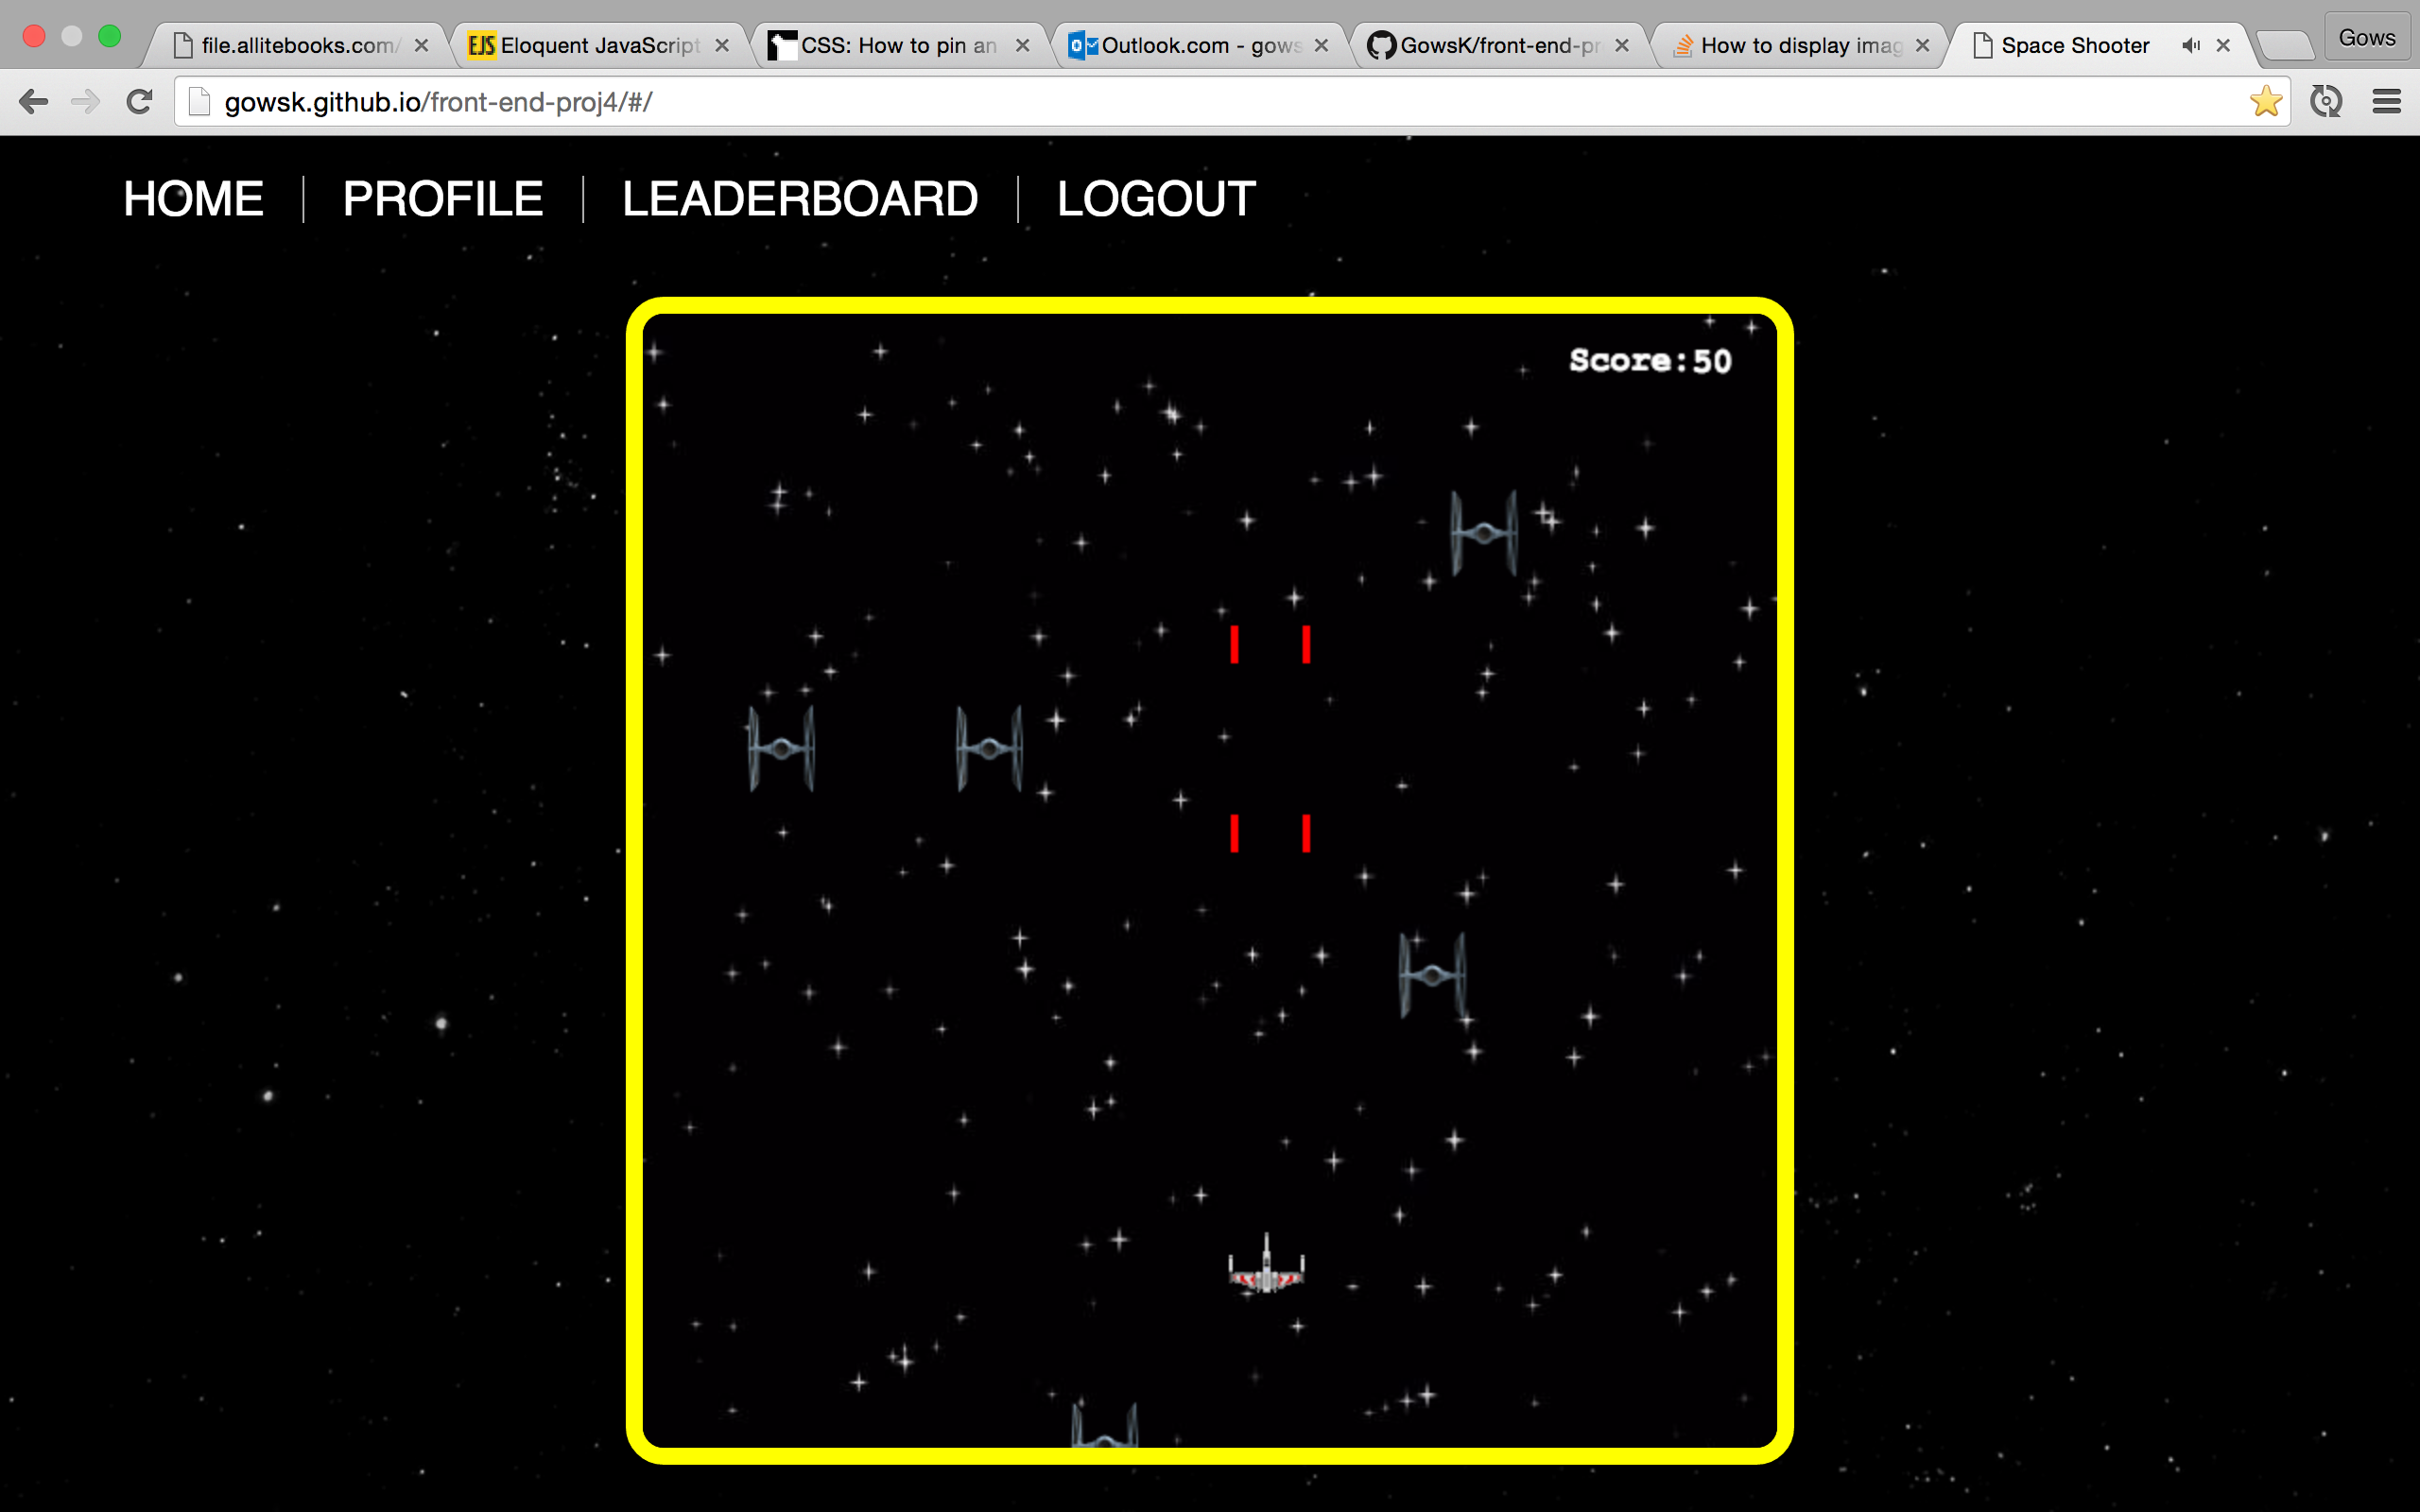 file.allitebooks.com/
EJS Eloquent JavaScript
CSS: How to pin an
Outlook.com - gows
GowsK/front-end-pr
How to display imag
Space Shooter
Gows
gowsk.github.io/front-end-proj4/#/
HOME
PROFILE
LEADERBOARD
LOGOUT
Score:50